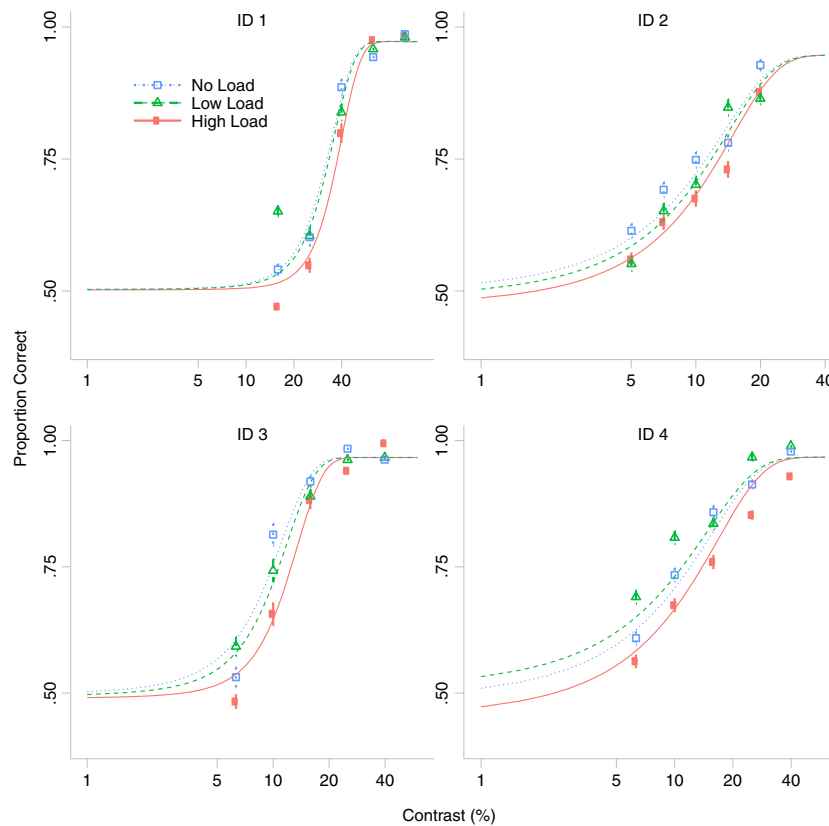 ID 1
1.00
.75
.50
No Load
Low Load
High Load
1 5 10 20 40
ID 2
1.00
.75
.50
1 5 10 20 40
Proportion Correct
ID 3
1.00
.75
.50
1 5 10 20 40
ID 4
1.00
.75
.50
1 5 10 20 40
Contrast (%)